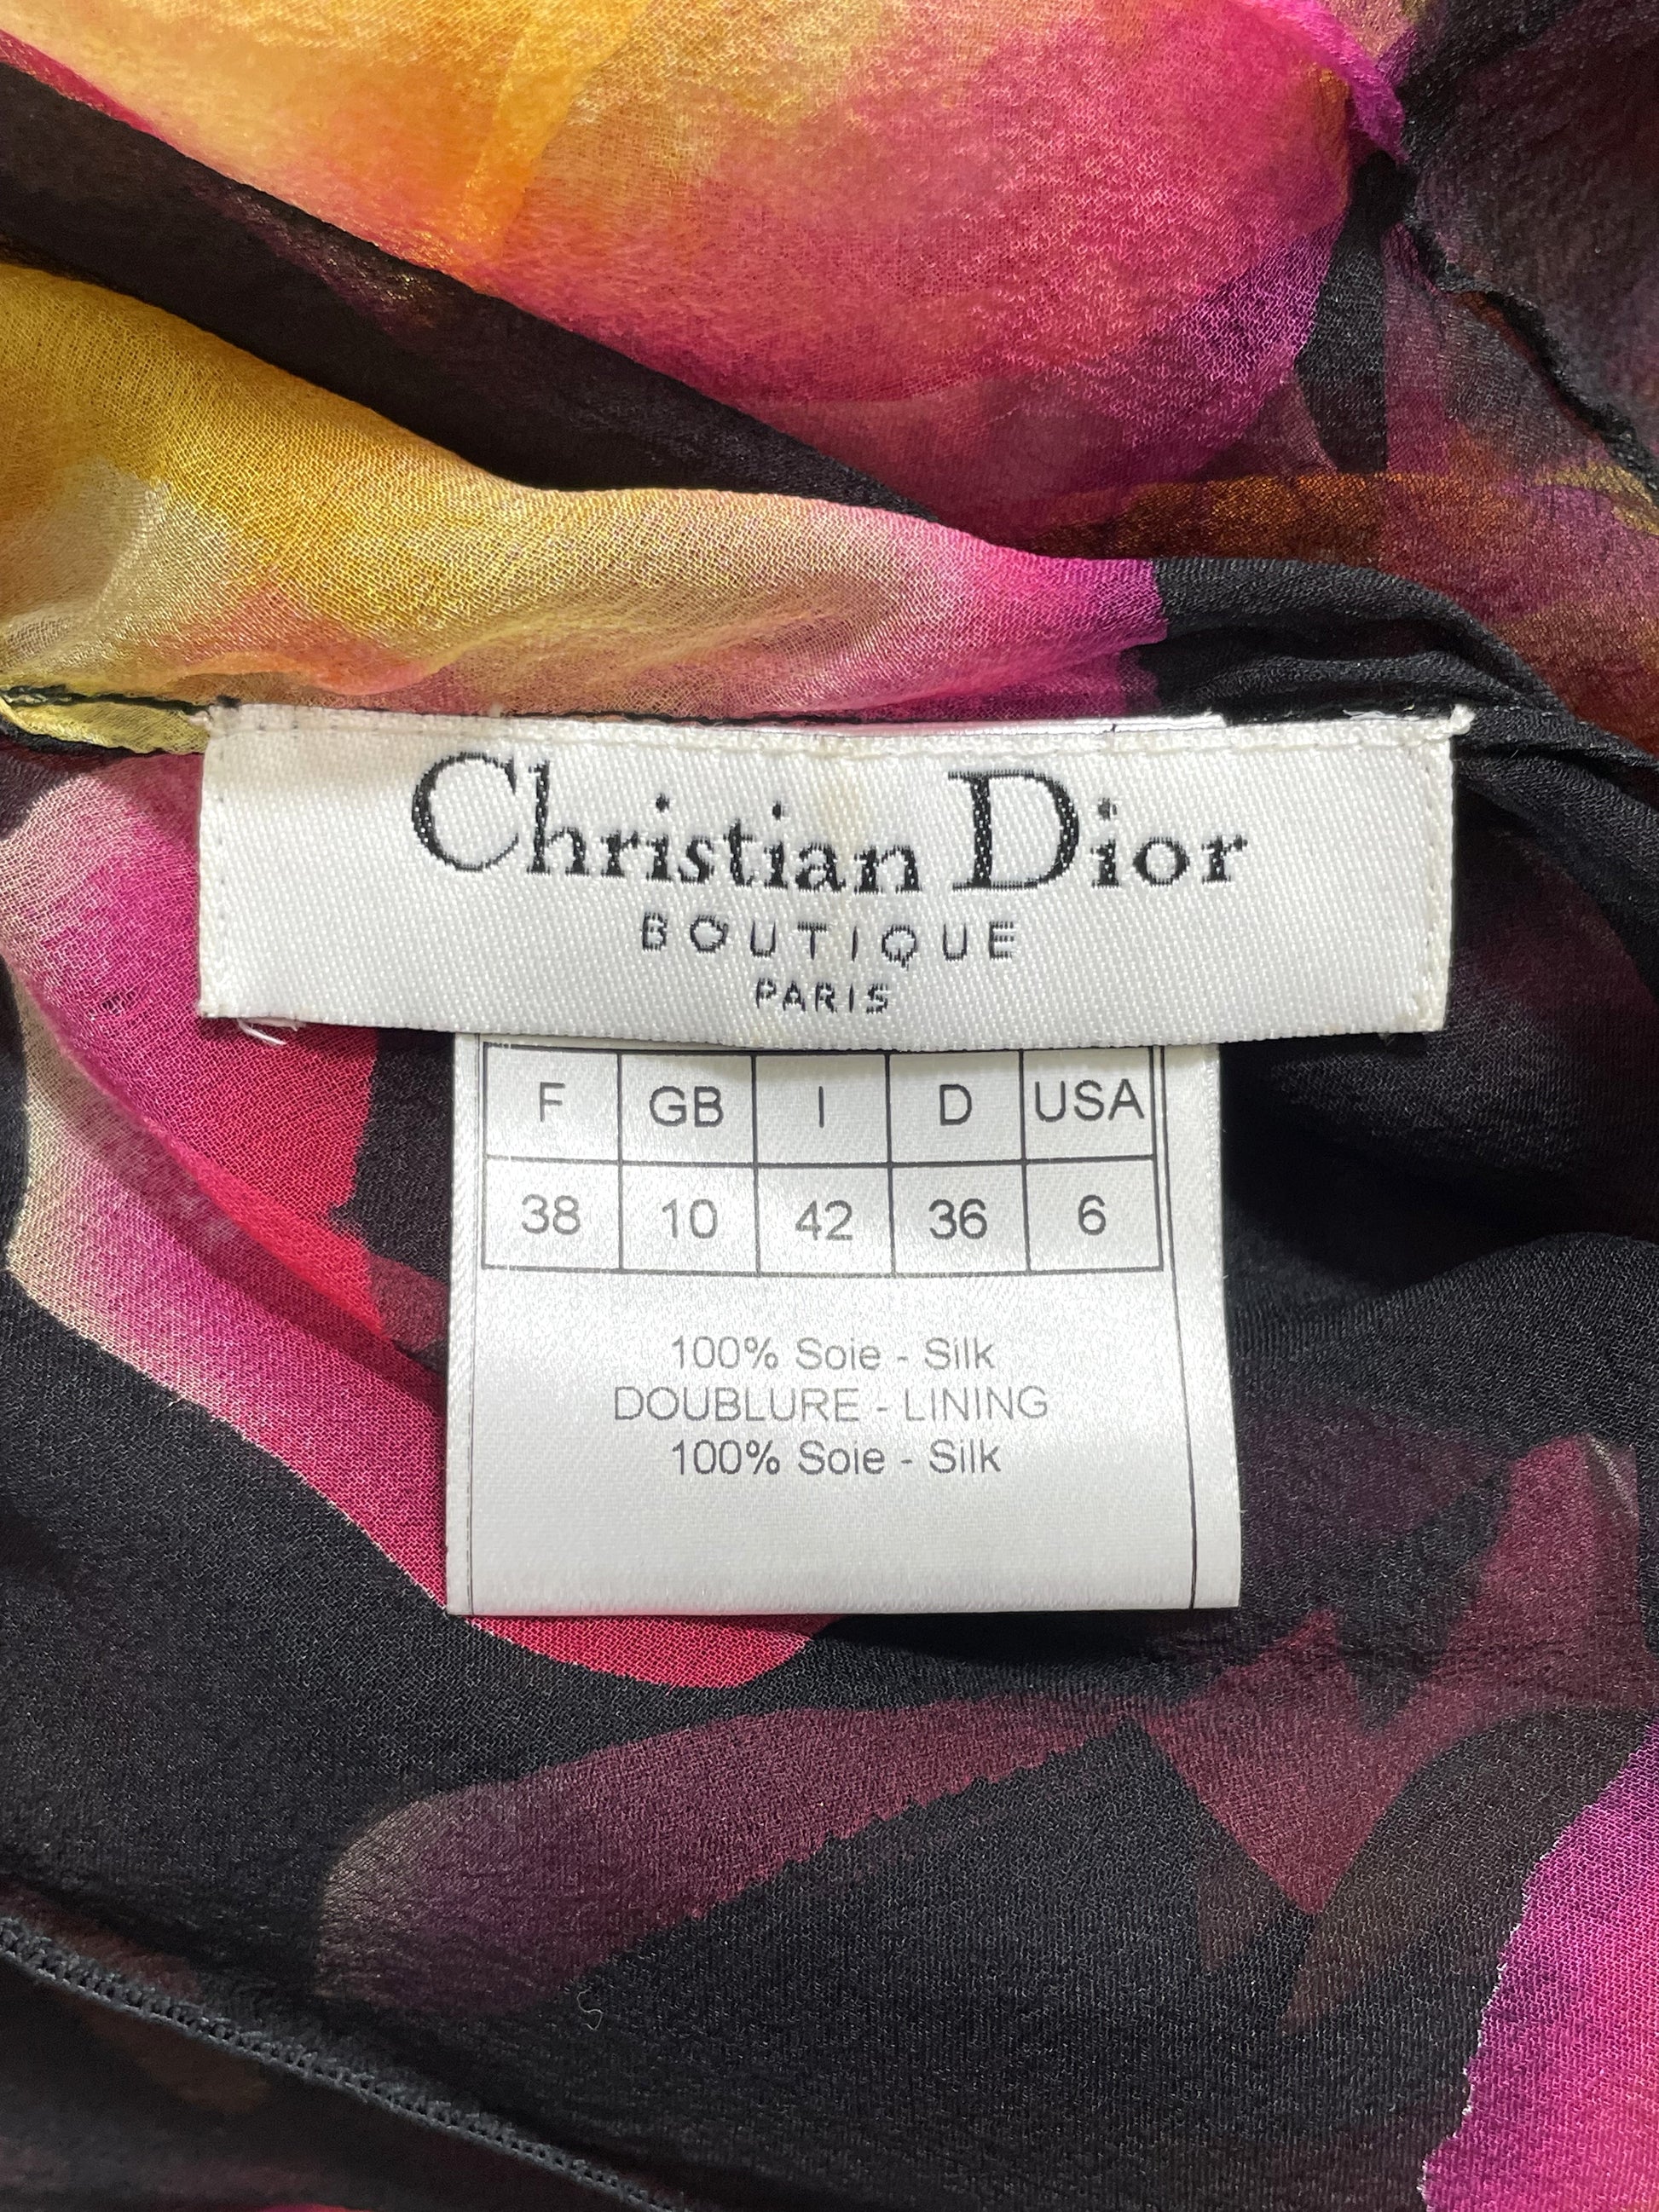 Christian Dior
BOUTIQUE
PARIS
F GB I D USA
38 10 42 36 6
100% Soie - Silk
DOUBLURE - LINING
100% Soie - Silk